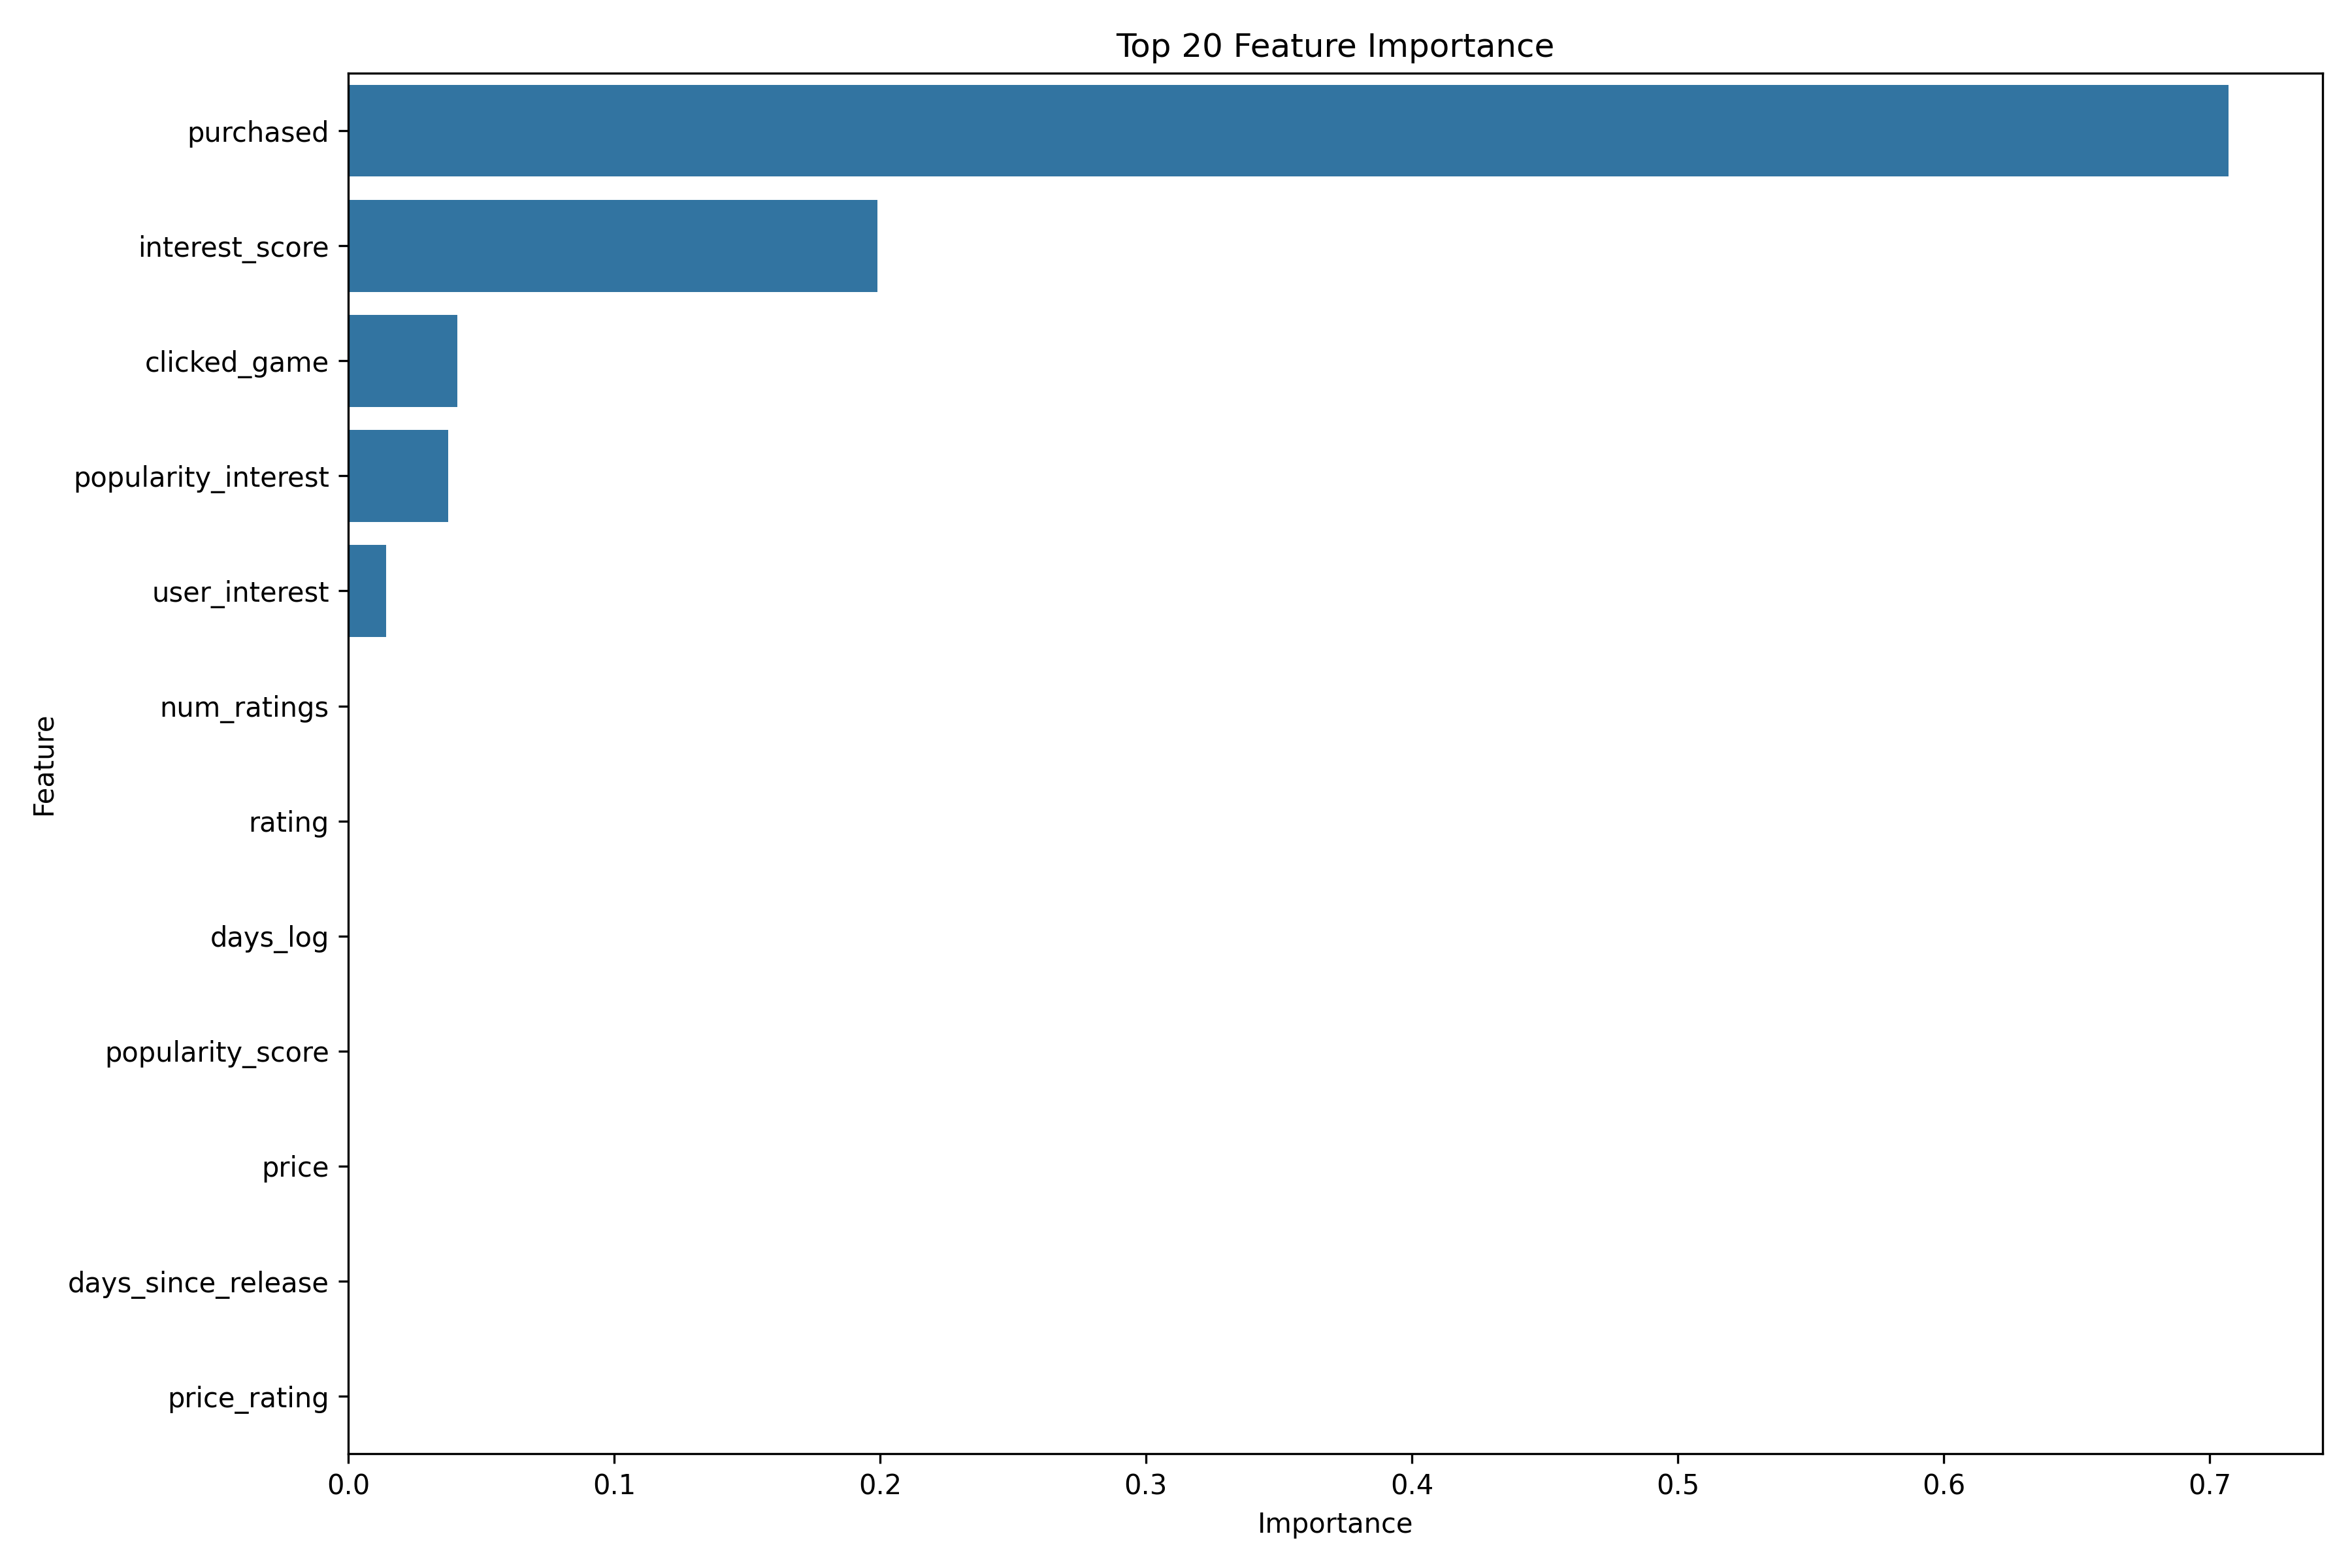 Top 20 Feature Importance
purchased
interest_score
clicked_game
popularity_interest
user_interest
num_ratings
rating
days_log
popularity_score
price
days_since_release
price_rating
Feature
0.0 0.1 0.2 0.3 0.4 0.5 0.6 0.7
Importance